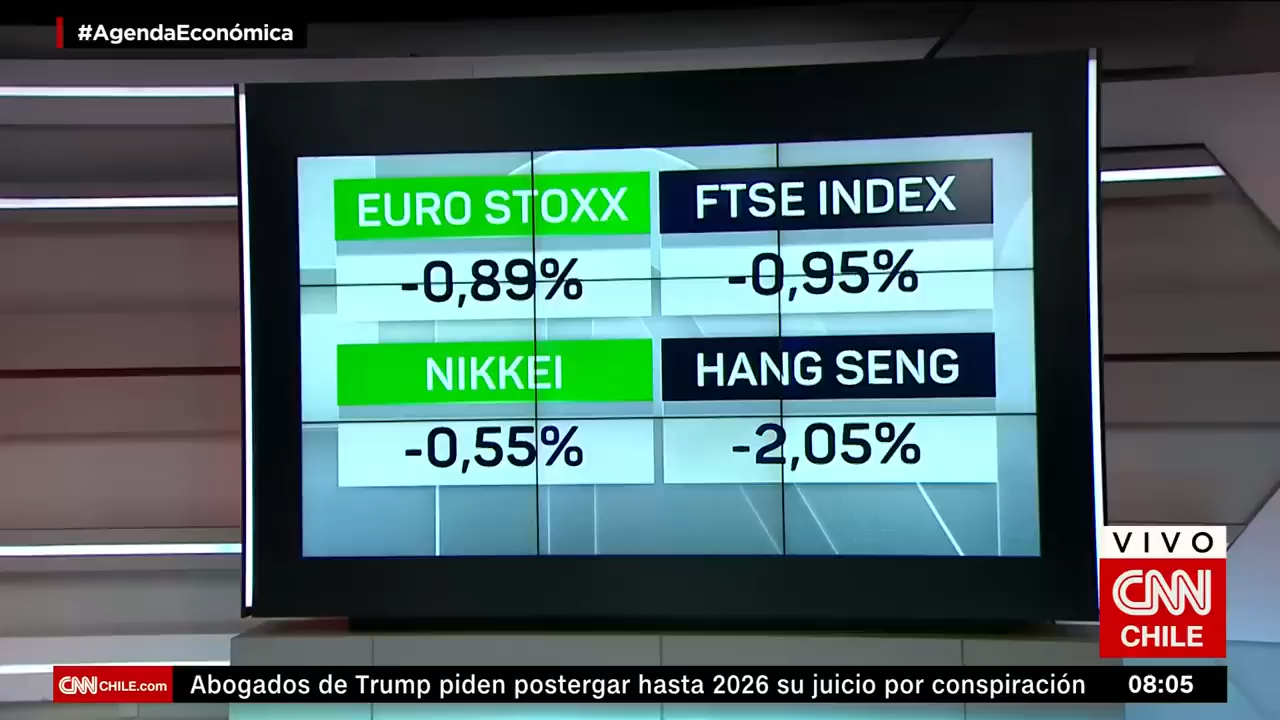 #AgendaEconómica
EURO STOXX
FTSE INDEX
-0,89%
-0,95%
NIKKEI
HANG SENG
-0,55%
-2,05%
VIVO
CNN
CHILE
CNNCHILE.com
Abogados de Trump piden postergar hasta 2026 su juicio por conspiración
08:05